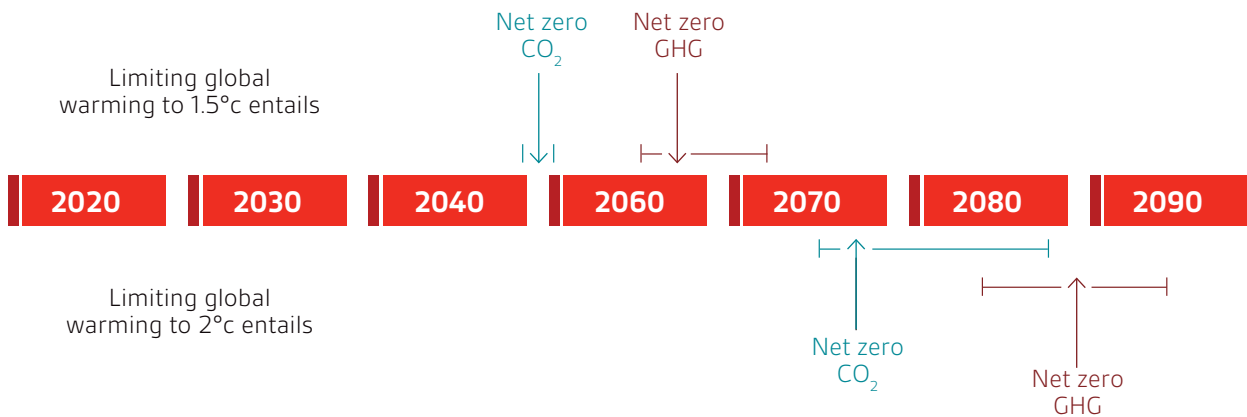 Net zero
CO₂
Net zero
GHG
Limiting global
warming to 1.5°c entails
2020 2030 2040 2060 2070 2080 2090
Limiting global
warming to 2°c entails
Net zero
CO₂
Net zero
GHG